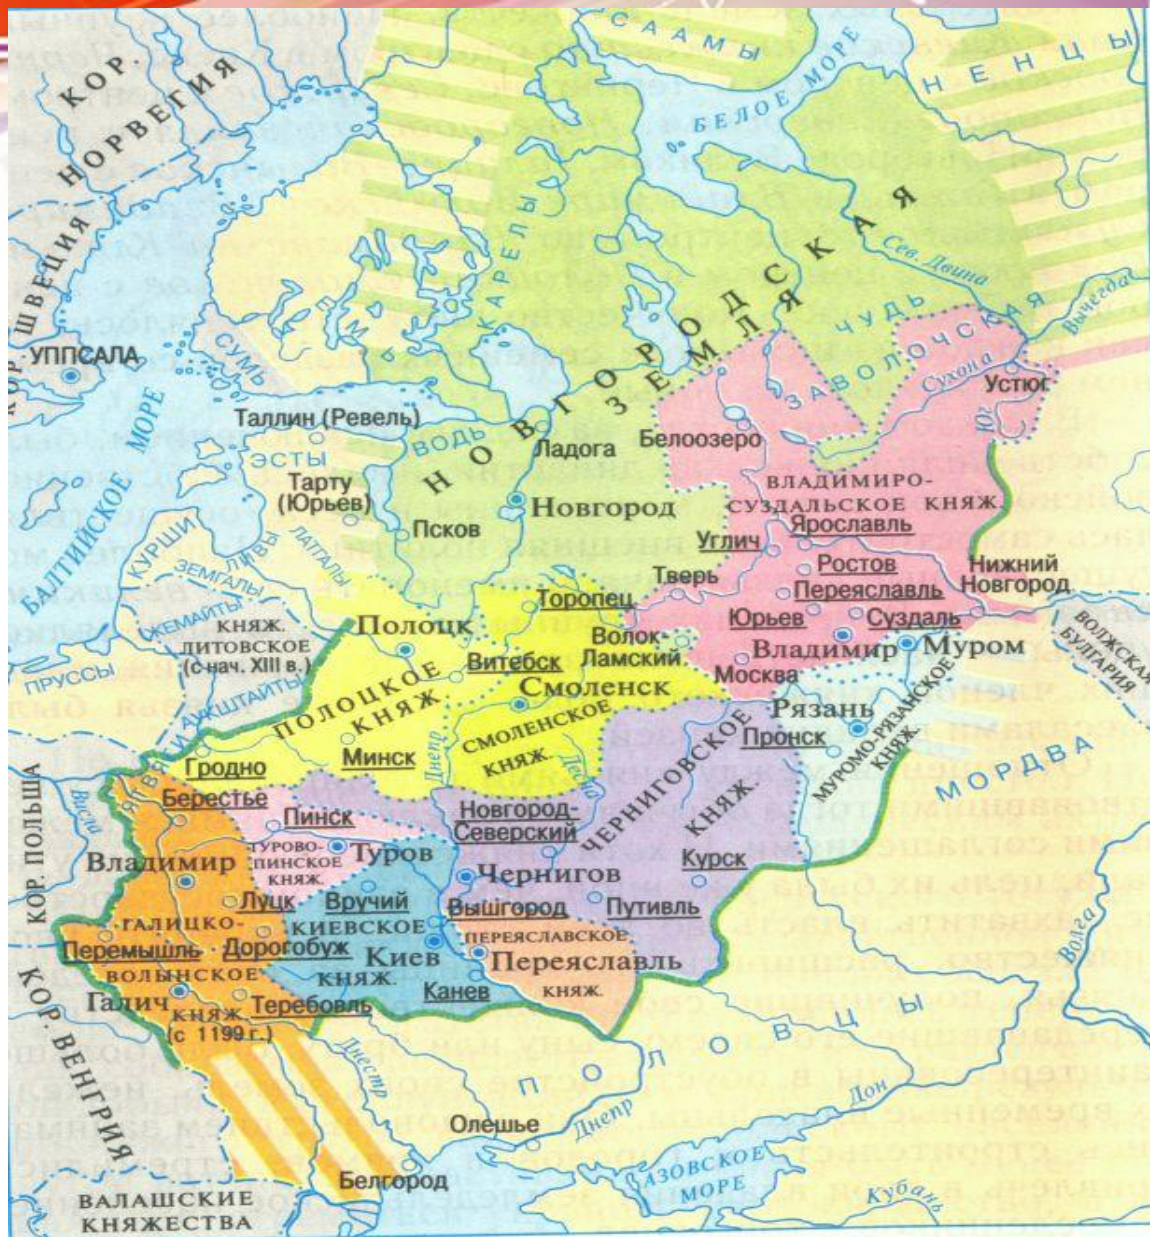 СААМЫ
НЕНЦЫ
БЕЛОЕ МОРЕ
КОР.
НОРВЕГИЯ
КОР. ШВЕЦИЯ
УППСАЛА
БАЛТИЙСКОЕ МОРЕ
СУМЬ
ЕМЬ
КАРЕЛЫ
НОВГОРОДСКАЯ
ЗЕМЛЯ
Сев. Двина
Вычегда
ЧУДЬ
ЗАВОЛОЧСКАЯ
Сухона
Юг
Устюг
Таллин (Ревель)
ВОДЬ
ЭСТЫ
Ладога
Белоозеро
Тарту
(Юрьев)
Псков
Новгород
ВЛАДИМИРО-
СУЗДАЛЬСКОЕ КНЯЖ.
Ярославль
Углич
Ростов
Нижний
Новгород
Тверь
Переяславль
Юрьев
Суздаль
КУРШИ
ЛИВЫ
ЛАТГАЛЫ
ЗЕМГАЛЫ
ЖЕМАЙТЫ
КНЯЖ.
ЛИТОВСКОЕ
(с нач. XIII в.)
ПРУССЫ
АУКШТАЙТЫ
Торопец
Полоцк
Витебск
Волок-
Ламский
Владимир
Муром
Москва
ВОЛЖСКАЯ
БУЛГАРИЯ
ПОЛОЦКОЕ
КНЯЖ.
Смоленск
СМОЛЕНСКОЕ
КНЯЖ.
Днепр
Рязань
Пронск
МУРОМО-РЯЗАНСКОЕ
КНЯЖ.
МОРДВА
Минск
Гродно
ЯТВЯГИ
КОР. ПОЛЬША
Висла
Берестье
Пинск
ТУРОВО-
ПИНСКОЕ
КНЯЖ.
Туров
Новгород-
Северский
Десна
ЧЕРНИГОВСКОЕ
КНЯЖ.
Курск
Владимир
Чернигов
Луцк
Вручий
Вышгород
Путивль
ГАЛИЦКО-
ВОЛЫНСКОЕ
КНЯЖ.
(с 1199 г.)
Перемышль
Дорогобуж
КИЕВСКОЕ
КНЯЖ.
Киев
ПЕРЕЯСЛАВСКОЕ
КНЯЖ.
Переяславль
Канев
Галич
Теребовль
КОР. ВЕНГРИЯ
Днестр
ПОЛОВЦЫ
Волга
Дон
Олешье
Днепр
Белгород
АЗОВСКОЕ
МОРЕ
Кубань
ВАЛАШСКИЕ
КНЯЖЕСТВА